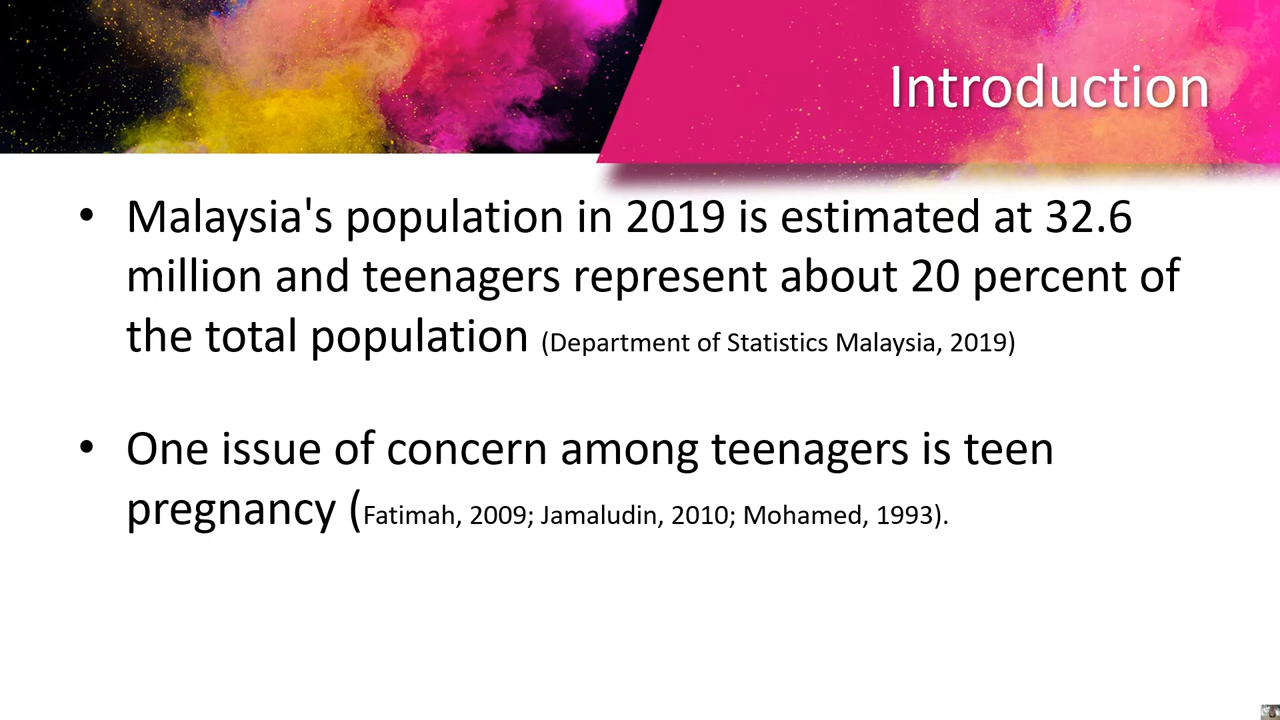 Introduction
• Malaysia's population in 2019 is estimated at 32.6
million and teenagers represent about 20 percent of
the total population (Department of Statistics Malaysia, 2019)
• One issue of concern among teenagers is teen
pregnancy (Fatimah, 2009; Jamaludin, 2010; Mohamed, 1993).